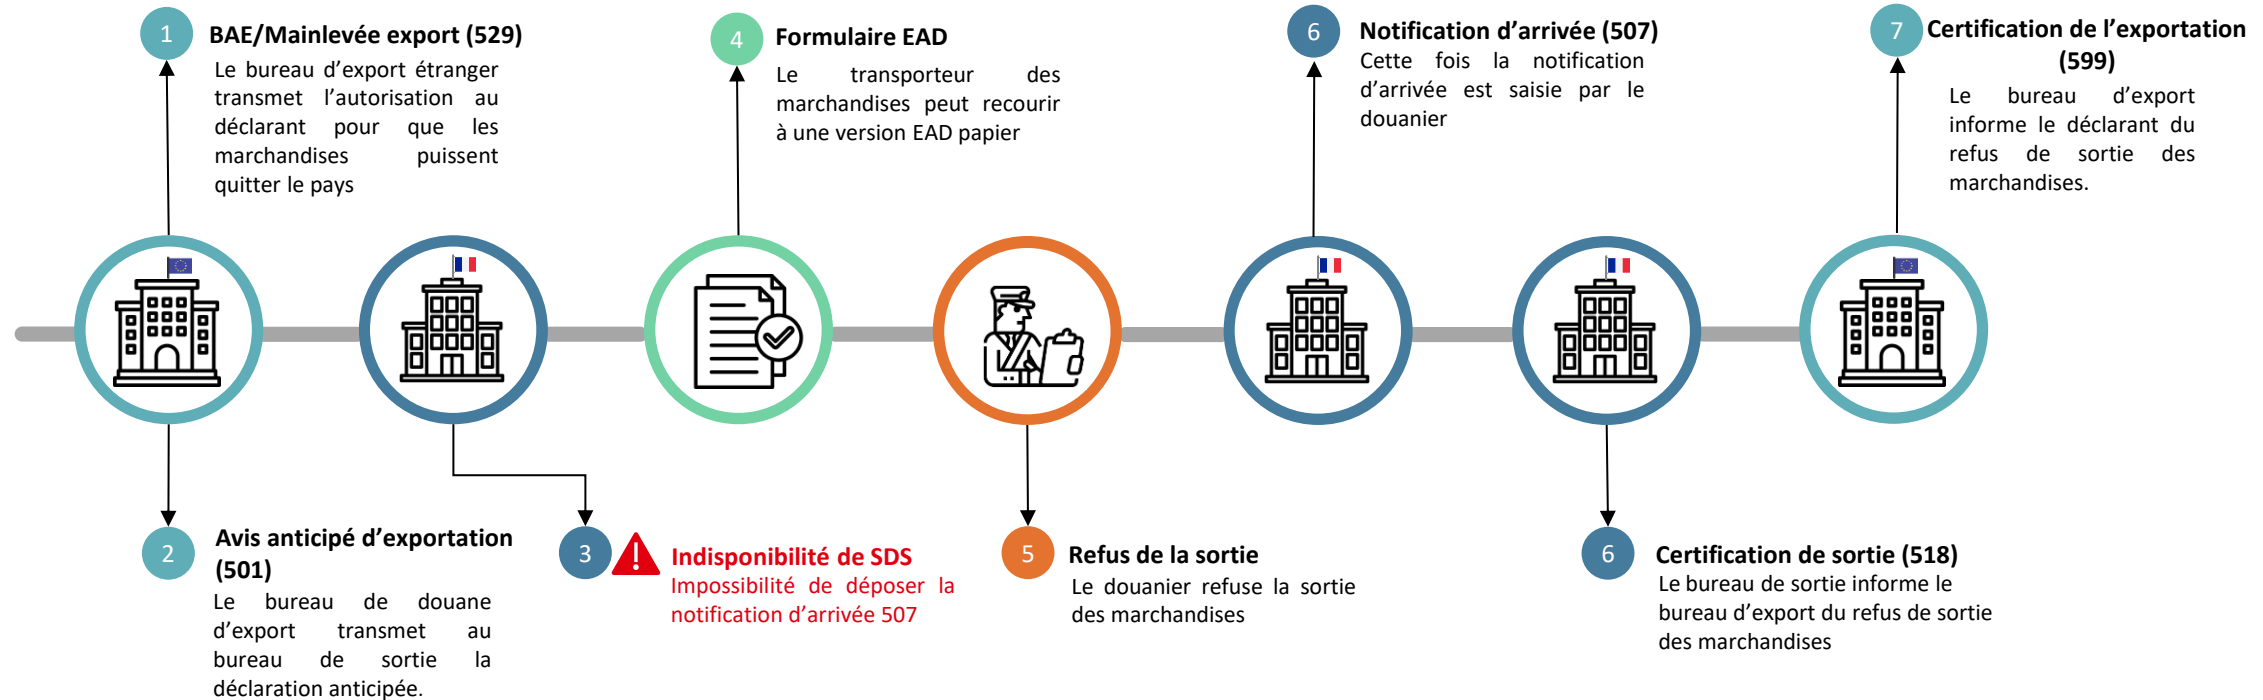 1
BAE/Mainlevée export (529)
Le bureau d’export étranger
transmet l’autorisation au
déclarant pour que les
marchandises puissent
quitter le pays
4
Formulaire EAD
Le transporteur des
marchandises peut recourir
à une version EAD papier
6
Notification d’arrivée (507)
Cette fois la notification
d’arrivée est saisie par le
douanier
7
Certification de l’exportation
(599)
Le bureau d’export
informe le déclarant du
refus de sortie des
marchandises.
2
Avis anticipé d’exportation
(501)
Le bureau de douane
d’export transmet au
bureau de sortie la
déclaration anticipée.
3
Indisponibilité de SDS
Impossibilité de déposer la
notification d’arrivée 507
5
Refus de la sortie
Le douanier refuse la sortie
des marchandises
6
Certification de sortie (518)
Le bureau de sortie informe le
bureau d’export du refus de sortie
des marchandises